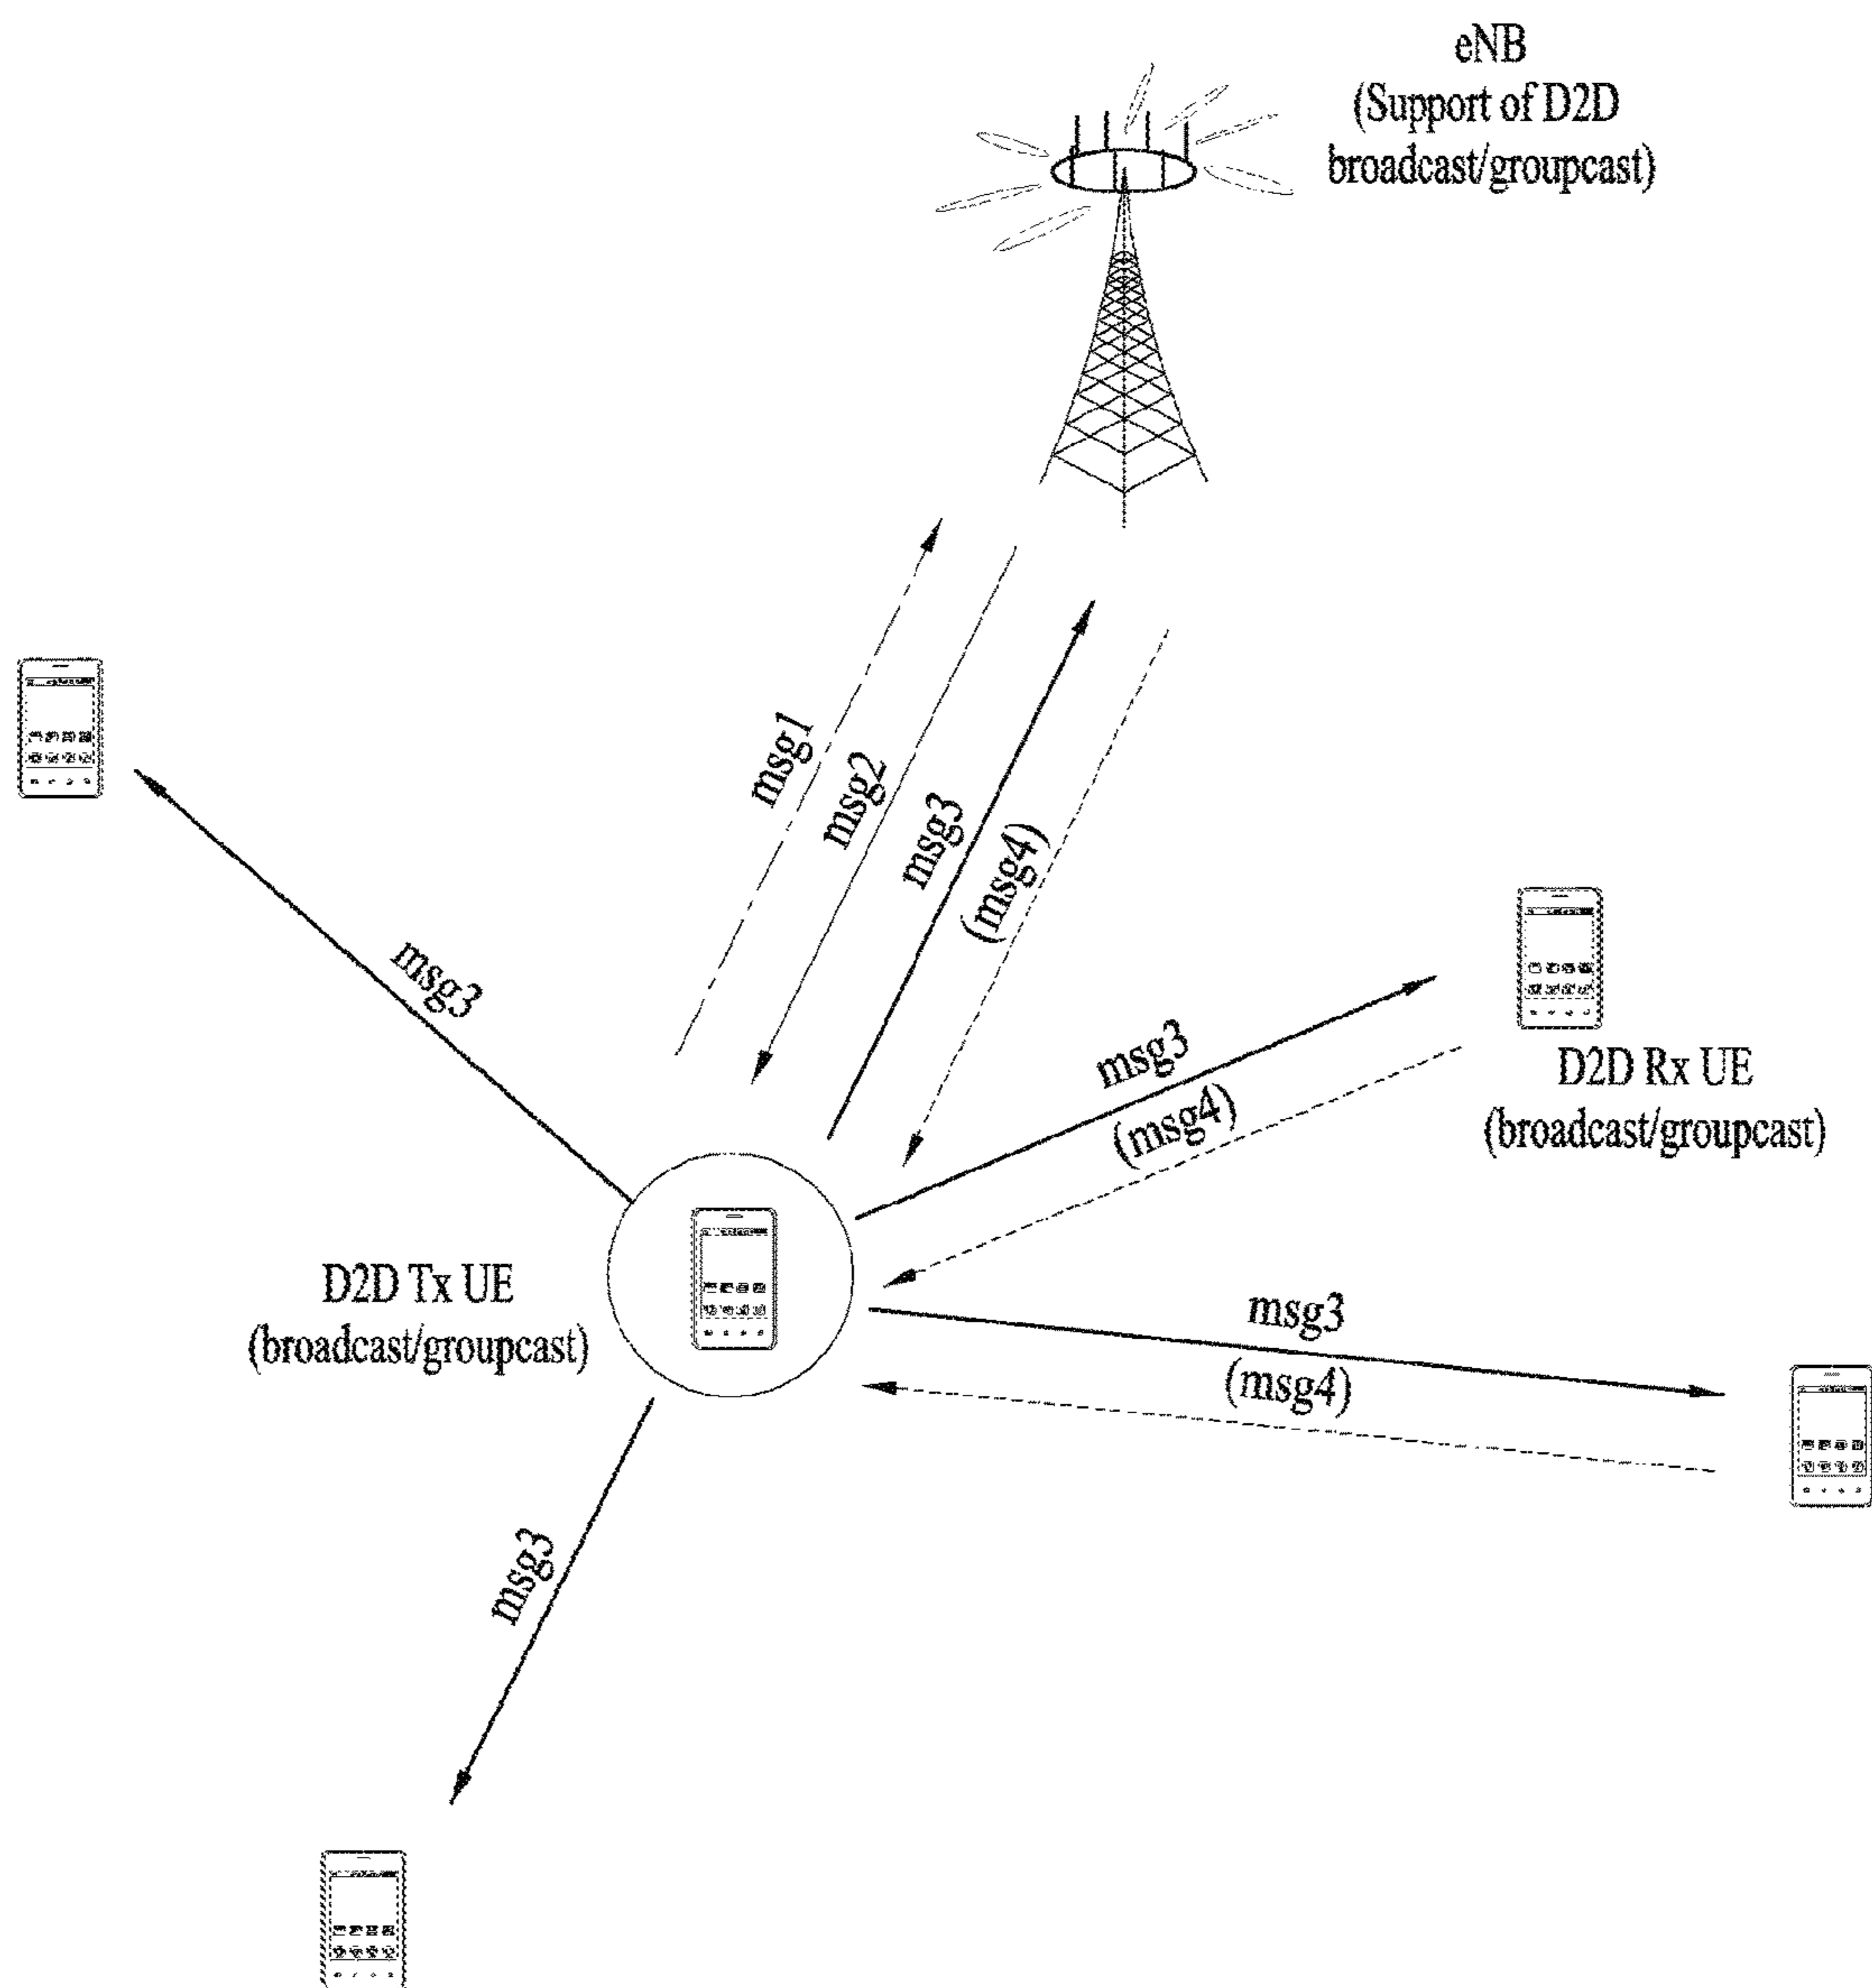 eNB
(Support of D2D
broadcast/groupcast)
msg1
msg2
msg3
(msg4)
msg3
msg3
(msg4)
D2D Rx UE
(broadcast/groupcast)
D2D Tx UE
(broadcast/groupcast)
msg3
(msg4)
msg3